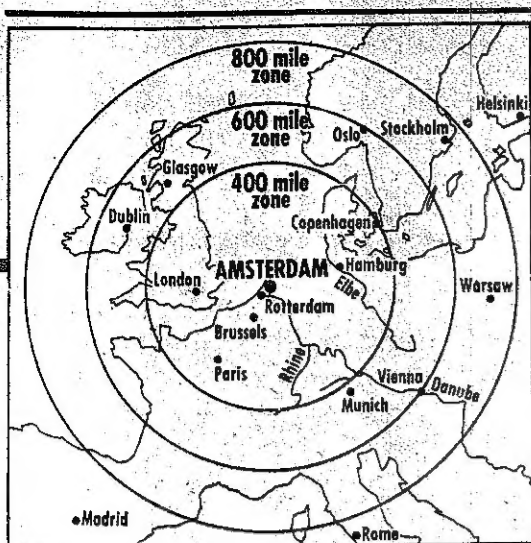 800 mile
zone
600 mile
zone
400 mile
zone
Helsinki
Oslo
Stockholm
Glasgow
Dublin
Copenhagen
AMSTERDAM
Hamburg
London
Elbe
Rotterdam
Warsaw
Brussels
Paris
Rhine
Vienna
Danube
Munich
Madrid
Rome